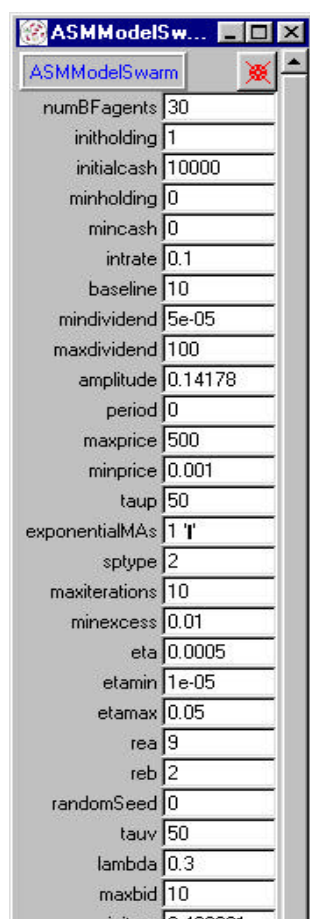 ASMModelSw...
ASMModelSwarm
numBFagents 30
initholding 1
initialcash 10000
minholding 0
mincash 0
intrate 0.1
baseline 10
mindividend 5e-05
maxdividend 100
amplitude 0.14178
period 0
maxprice 500
minprice 0.001
taup 50
exponentialMAs 1 '
sptype 2
maxiterations 10
minexcess 0.01
eta 0.0005
etamin 1e-05
etamax 0.05
rea 9
reb 2
randomSeed 0
tauv 50
lambda 0.3
maxbid 10